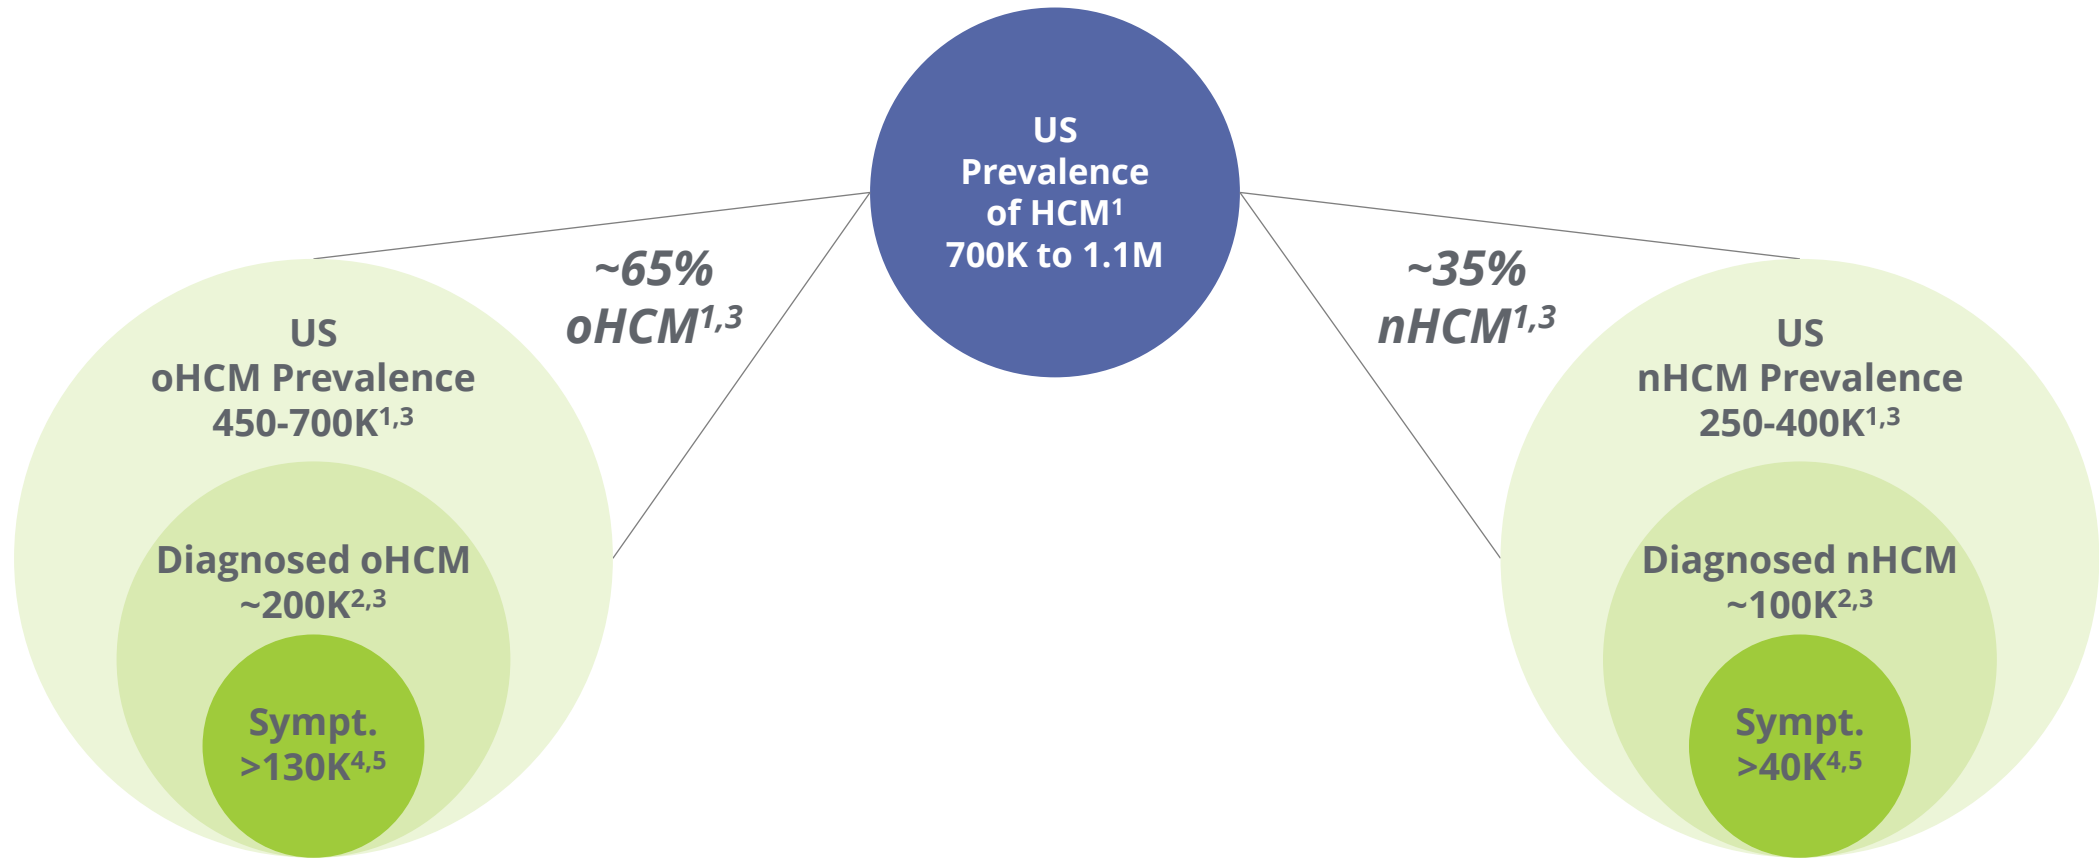 US
Prevalence
of HCM¹
700K to 1.1M
~65%
oHCM¹,³
~35%
nHCM¹,³
US
oHCM Prevalence
450-700K¹,³
Diagnosed oHCM
~200K²,³
Sympt.
>130K⁴,⁵
US
nHCM Prevalence
250-400K¹,³
Diagnosed nHCM
~100K²,³
Sympt.
>40K⁴,⁵